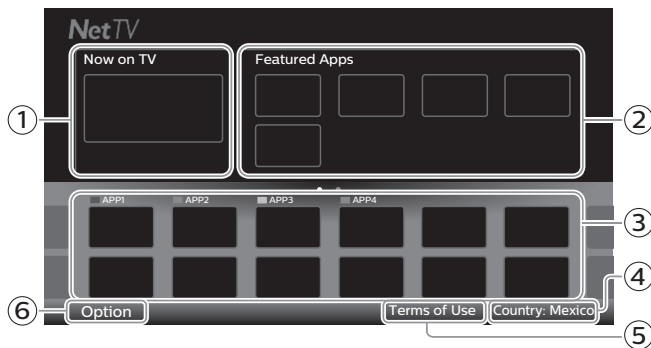 NetTV
Now on TV
Featured Apps
1
2
APP1 APP2 APP3 APP4
3
4
6
Option
Terms of Use
Country: Mexico
5